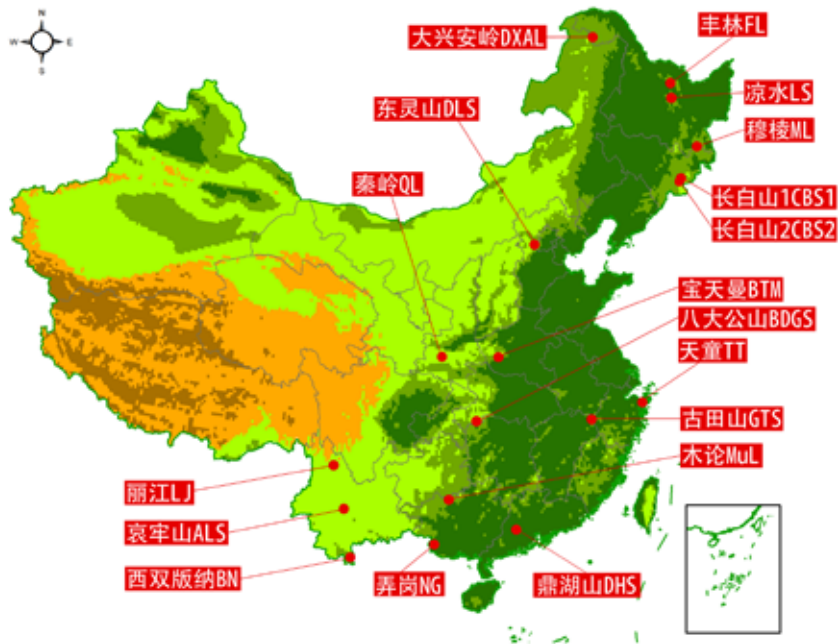 N
W
E
S
大兴安岭DXAL
丰林FL
凉水LS
东灵山DLS
穆棱ML
秦岭QL
长白山1CBS1
长白山2CBS2
宝天曼BTM
八大公山BDGS
天童TT
古田山GTS
木论MuL
丽江LJ
哀牢山ALS
西双版纳BN
弄岗NG
鼎湖山DHS